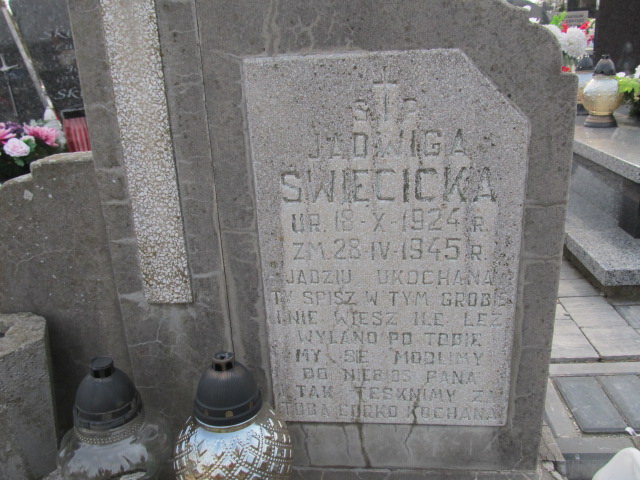 Ś † P
JADWIGA
ŚWIĘCICKA
UR. 18-X-1924 R.
ZM. 28-IV-1945 R.
JADZIU UKOCHANA
TY ŚPISZ W TYM GROBIE
I NIE WIESZ ILE ŁEZ
WYLANO PO TOBIE
MY SIĘ MODLIMY
DO NIEBIOS PANA
TAK TĘSKNIMY ZA
TOBĄ CÓRKO KOCHANA